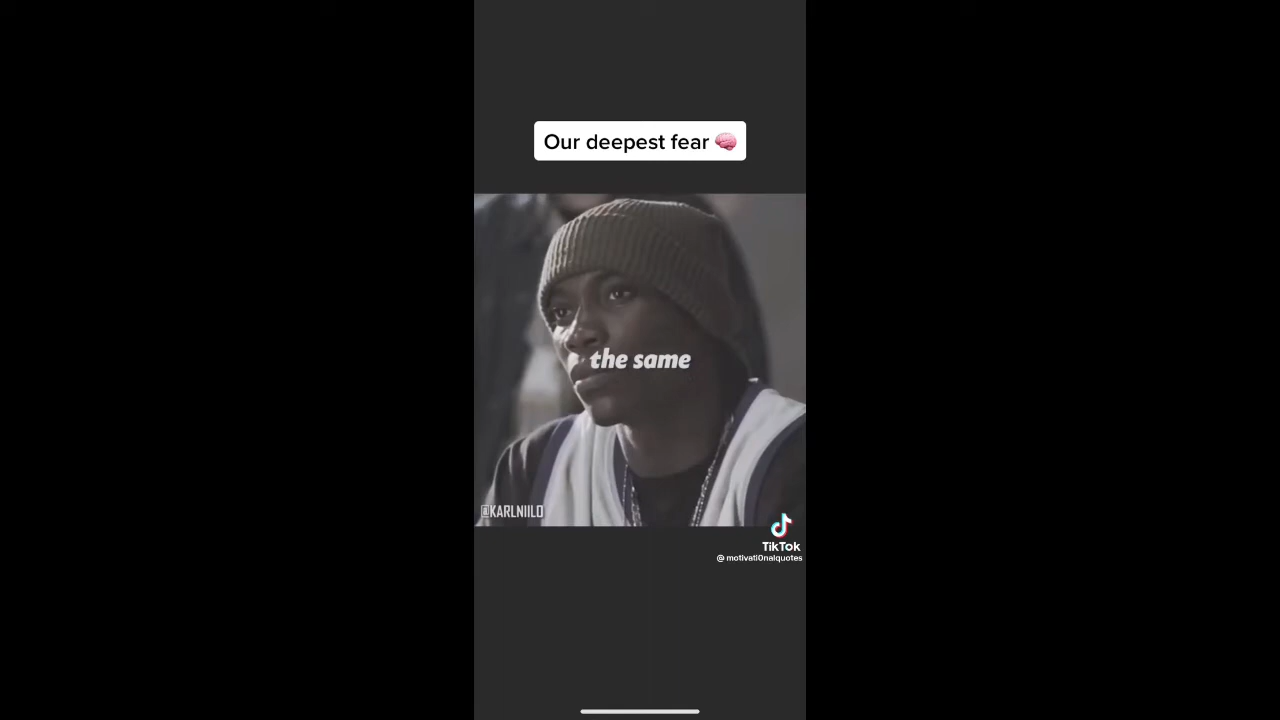 Our deepest fear 🧠
the same
@KARLNIILO
TikTok
@ motivati0nalquotes